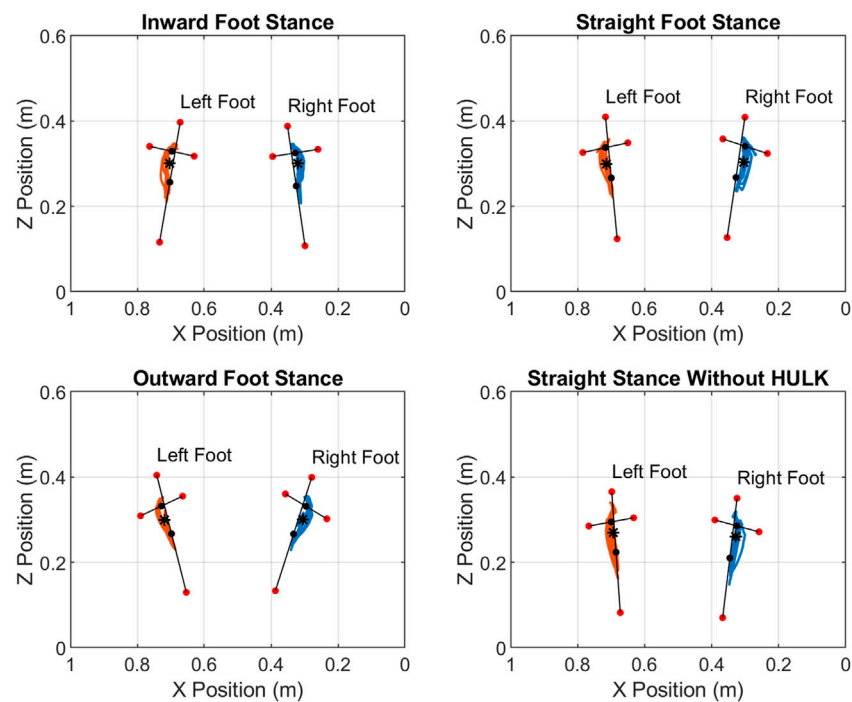 Inward Foot Stance
0.6
0.4
0.2
0
Z Position (m)
Left Foot
Right Foot
1 0.8 0.6 0.4 0.2 0
X Position (m)
Straight Foot Stance
0.6
0.4
0.2
0
Z Position (m)
Left Foot
Right Foot
1 0.8 0.6 0.4 0.2 0
X Position (m)
Outward Foot Stance
0.6
0.4
0.2
0
Z Position (m)
Left Foot
Right Foot
1 0.8 0.6 0.4 0.2 0
X Position (m)
Straight Stance Without HULK
0.6
0.4
0.2
0
Z Position (m)
Left Foot
Right Foot
1 0.8 0.6 0.4 0.2 0
X Position (m)